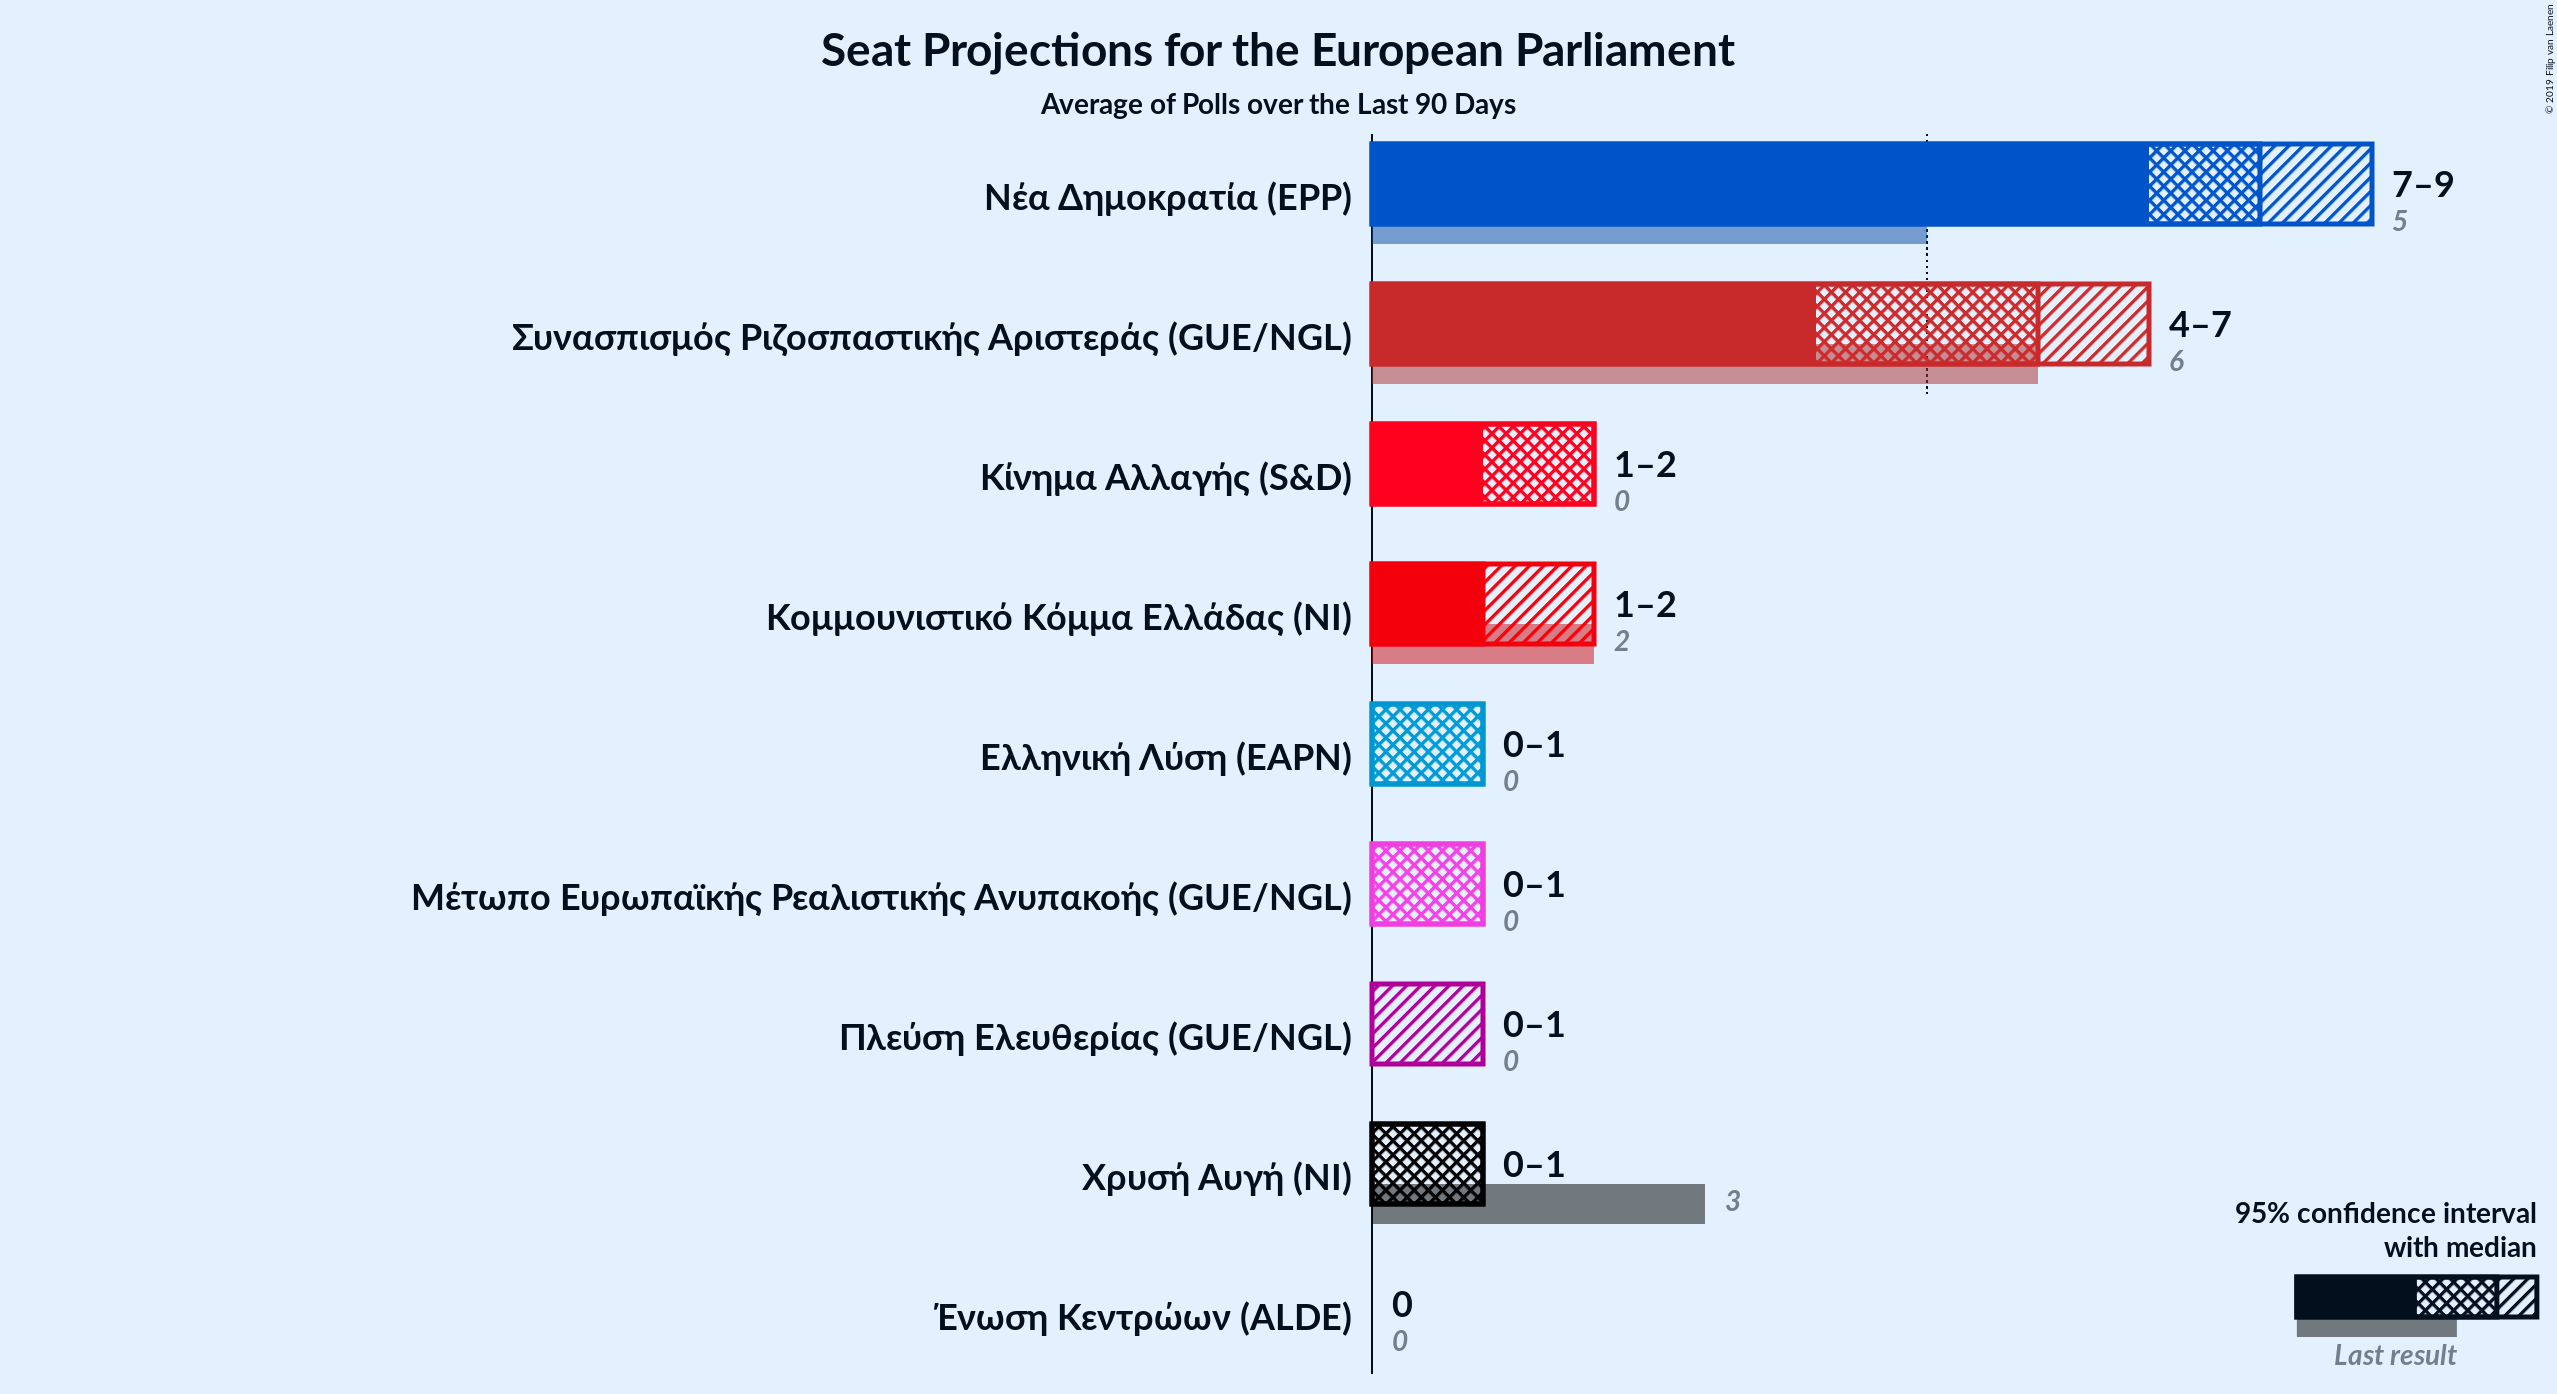 Seat Projections for the European Parliament
Average of Polls over the Last 90 Days
© 2019 Filip van Laenen
Νέα Δημοκρατία (EPP)
7–9
5
Συνασπισμός Ριζοσπαστικής Αριστεράς (GUE/NGL)
4–7
6
Κίνημα Αλλαγής (S&D)
1–2
0
Κομμουνιστικό Κόμμα Ελλάδας (NI)
1–2
2
Ελληνική Λύση (EAPN)
0–1
0
Μέτωπο Ευρωπαϊκής Ρεαλιστικής Ανυπακοής (GUE/NGL)
0–1
0
Πλεύση Ελευθερίας (GUE/NGL)
0–1
0
Χρυσή Αυγή (NI)
0–1
3
Ένωση Κεντρώων (ALDE)
0
0
95% confidence interval
with median
Last result